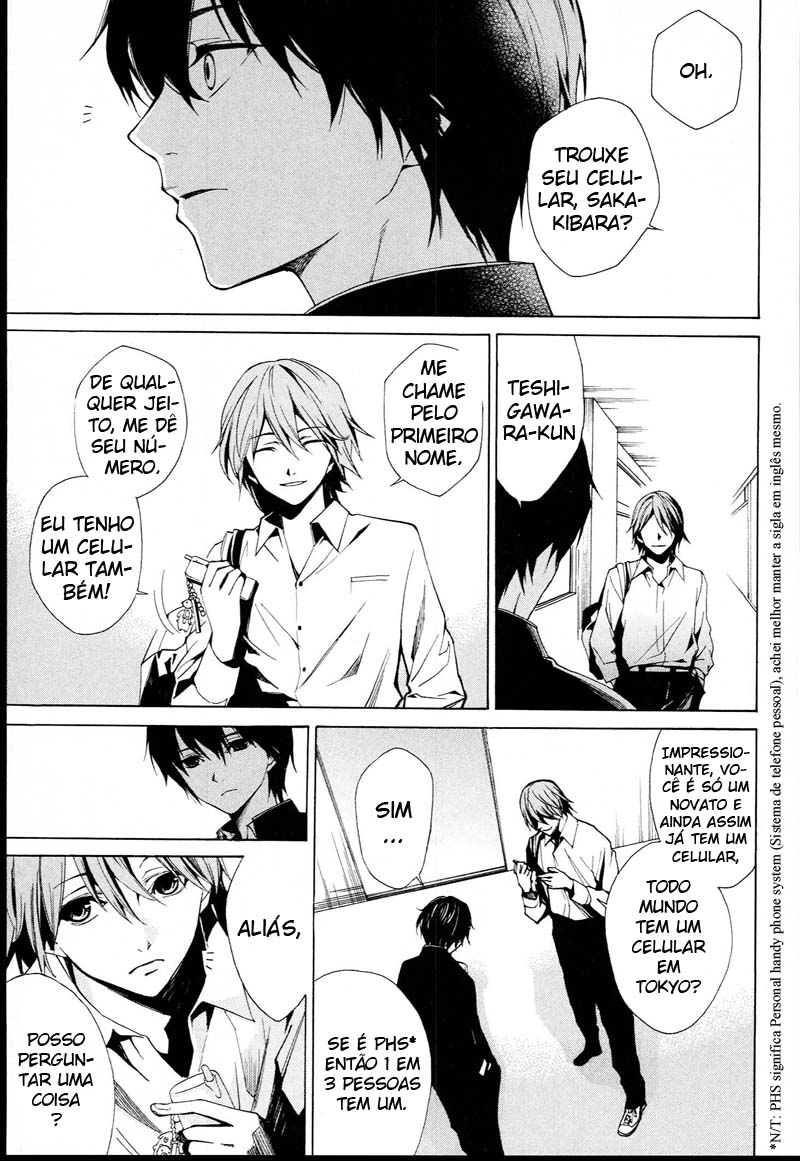 OH.
TROUXE
SEU CELU-
LAR, SAKA-
KIBARA?
TESHI-
GAWA-
RA-KUN
ME
CHAME
PELO
PRIMEIRO
NOME.
DE QUAL-
QUER JEI-
TO, ME DÊ
SEU NÚ-
MERO.
EU TENHO
UM CELU-
LAR TAM-
BÉM!
IMPRESSIO-
NANTE, VO-
CÊ É SÓ UM
NOVATO E
AINDA ASSIM
JÁ TEM UM
CELULAR,
TODO
MUNDO
TEM UM
CELULAR
EM
TOKYO?
SIM
...
SE É PHS*
ENTÃO 1 EM
3 PESSOAS
TEM UM.
ALIÁS,
POSSO
PERGUN-
TAR UMA
COISA
?
*N/T: PHS significa Personal handy phone system (Sistema de telefone pessoal), achei melhor manter a sigla em inglês mesmo.